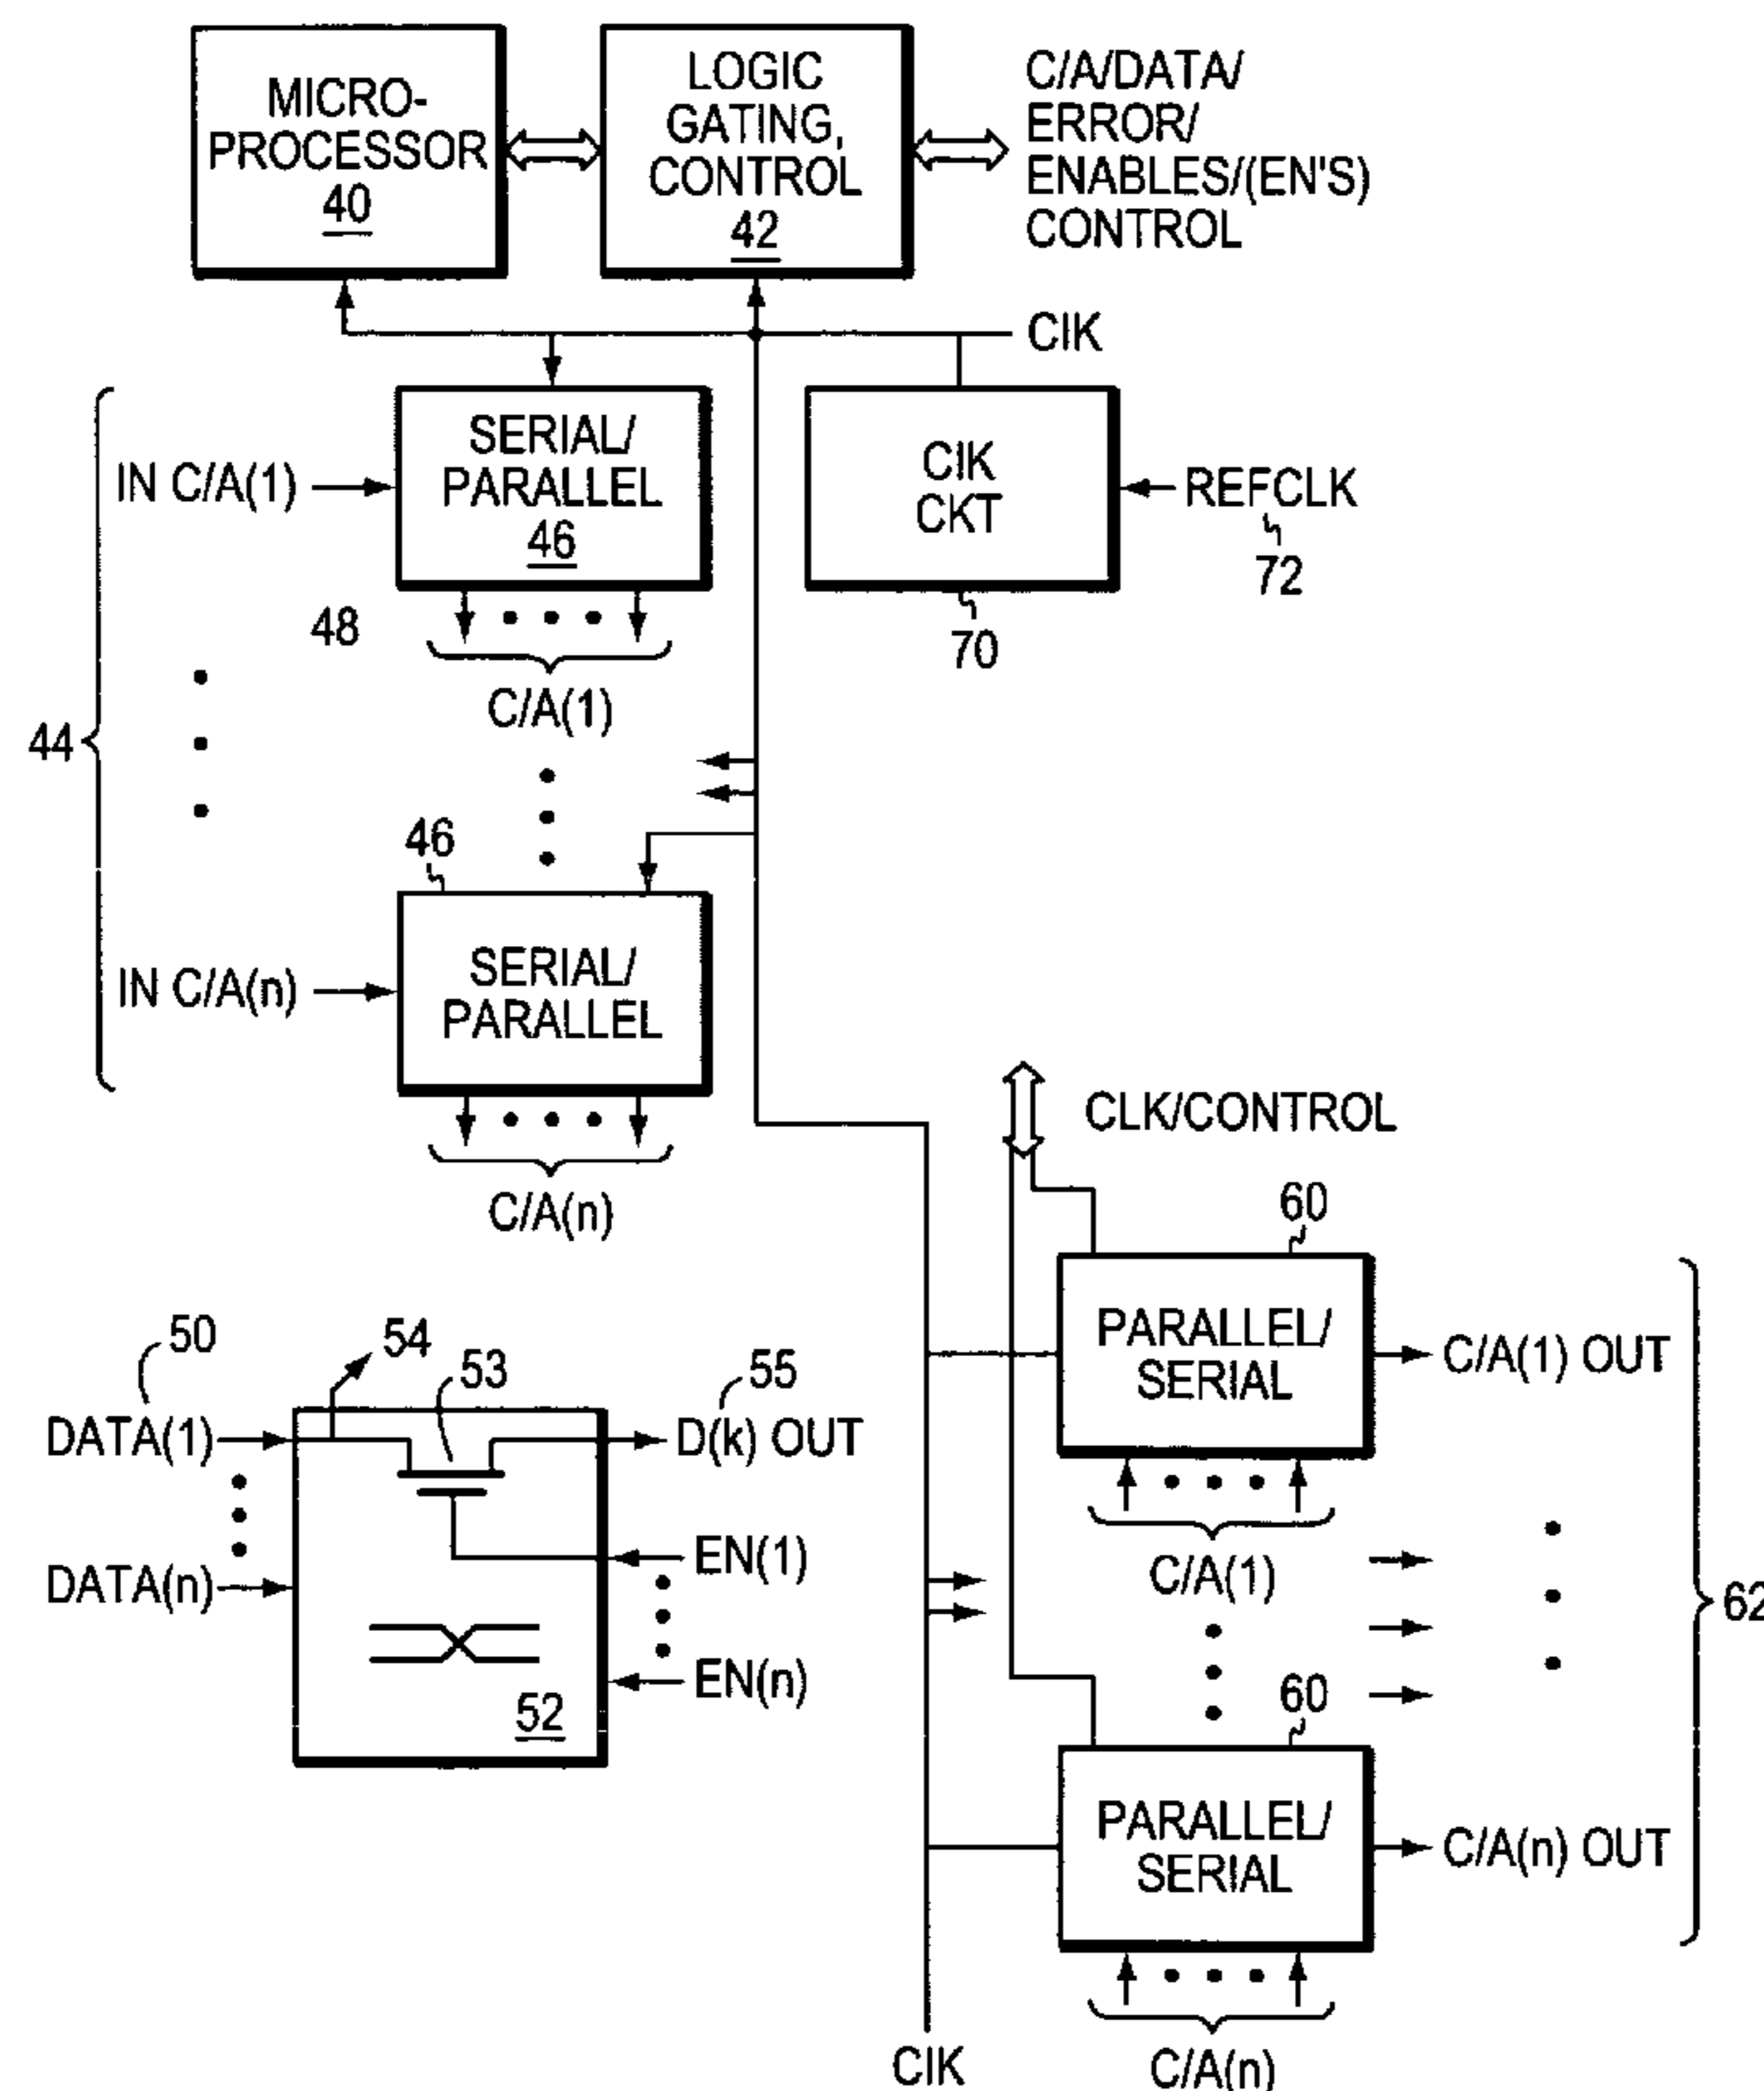 MICRO-
PROCESSOR
40
LOGIC
GATING,
CONTROL
42
C/A/DATA/
ERROR/
ENABLES/(EN'S)
CONTROL
CIK
44
IN C/A(1)
SERIAL/
PARALLEL
46
48
C/A(1)
CIK
CKT
70
REFCLK
72
46
IN C/A(n)
SERIAL/
PARALLEL
C/A(n)
CLK/CONTROL
60
PARALLEL/
SERIAL
C/A(1) OUT
C/A(1)
62
60
PARALLEL/
SERIAL
C/A(n) OUT
C/A(n)
CIK
50
54
53
55
DATA(1)
D(k) OUT
DATA(n)
EN(1)
EN(n)
52